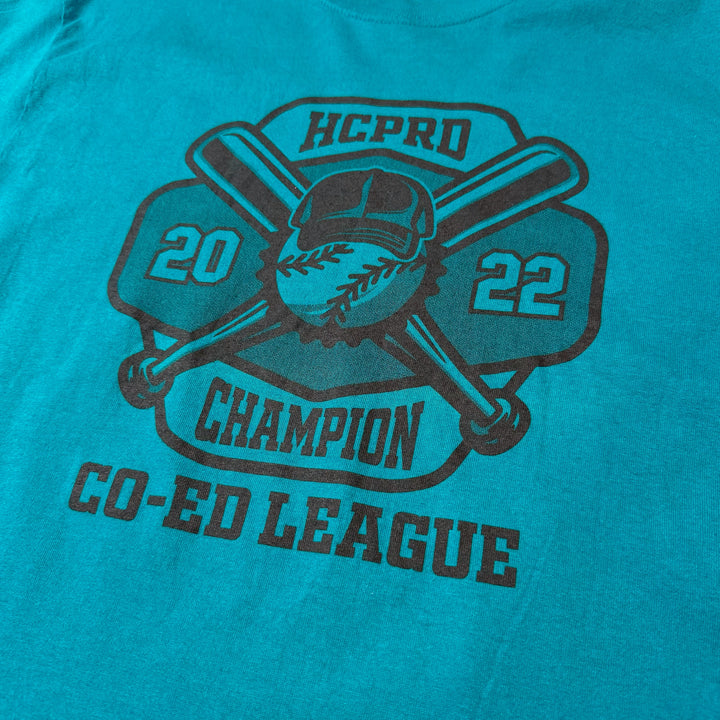 HCPRD
20 22
CHAMPION
CO-ED LEAGUE